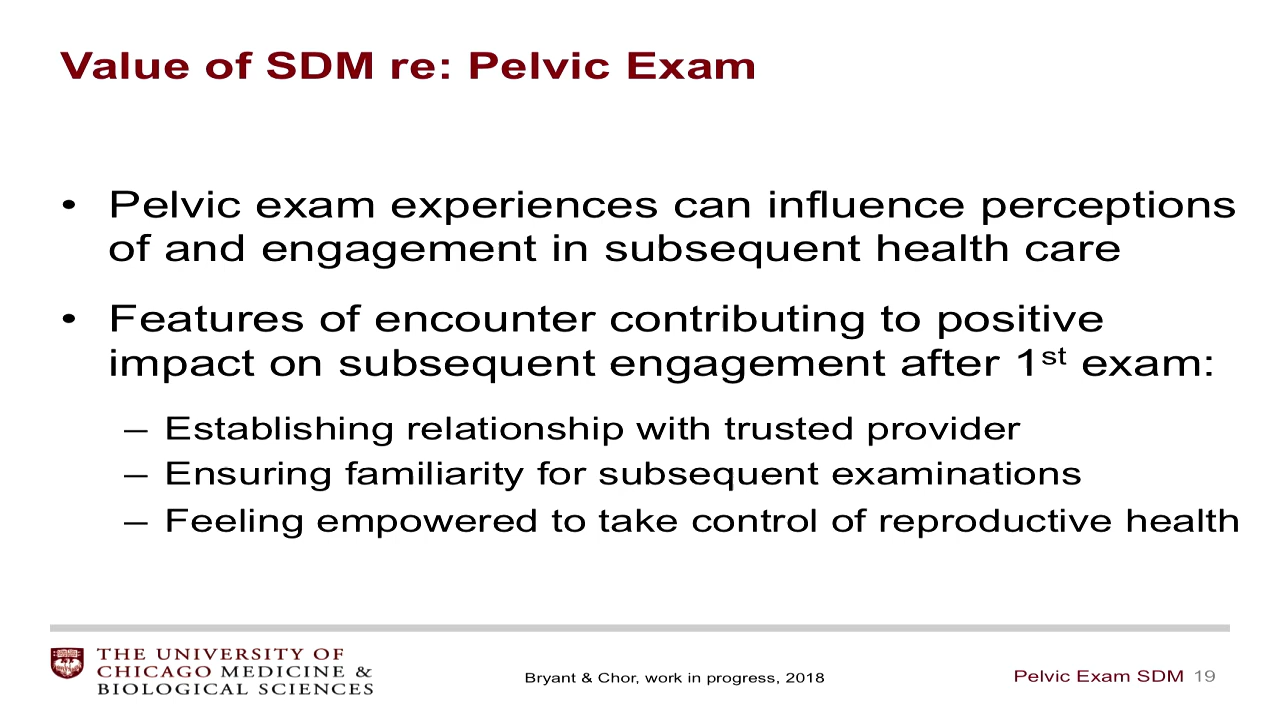 Value of SDM re: Pelvic Exam
• Pelvic exam experiences can influence perceptions
of and engagement in subsequent health care
• Features of encounter contributing to positive
impact on subsequent engagement after 1st exam:
– Establishing relationship with trusted provider
– Ensuring familiarity for subsequent examinations
– Feeling empowered to take control of reproductive health
THE UNIVERSITY OF
CHICAGO MEDICINE &
BIOLOGICAL SCIENCES
Bryant & Chor, work in progress, 2018
Pelvic Exam SDM 19